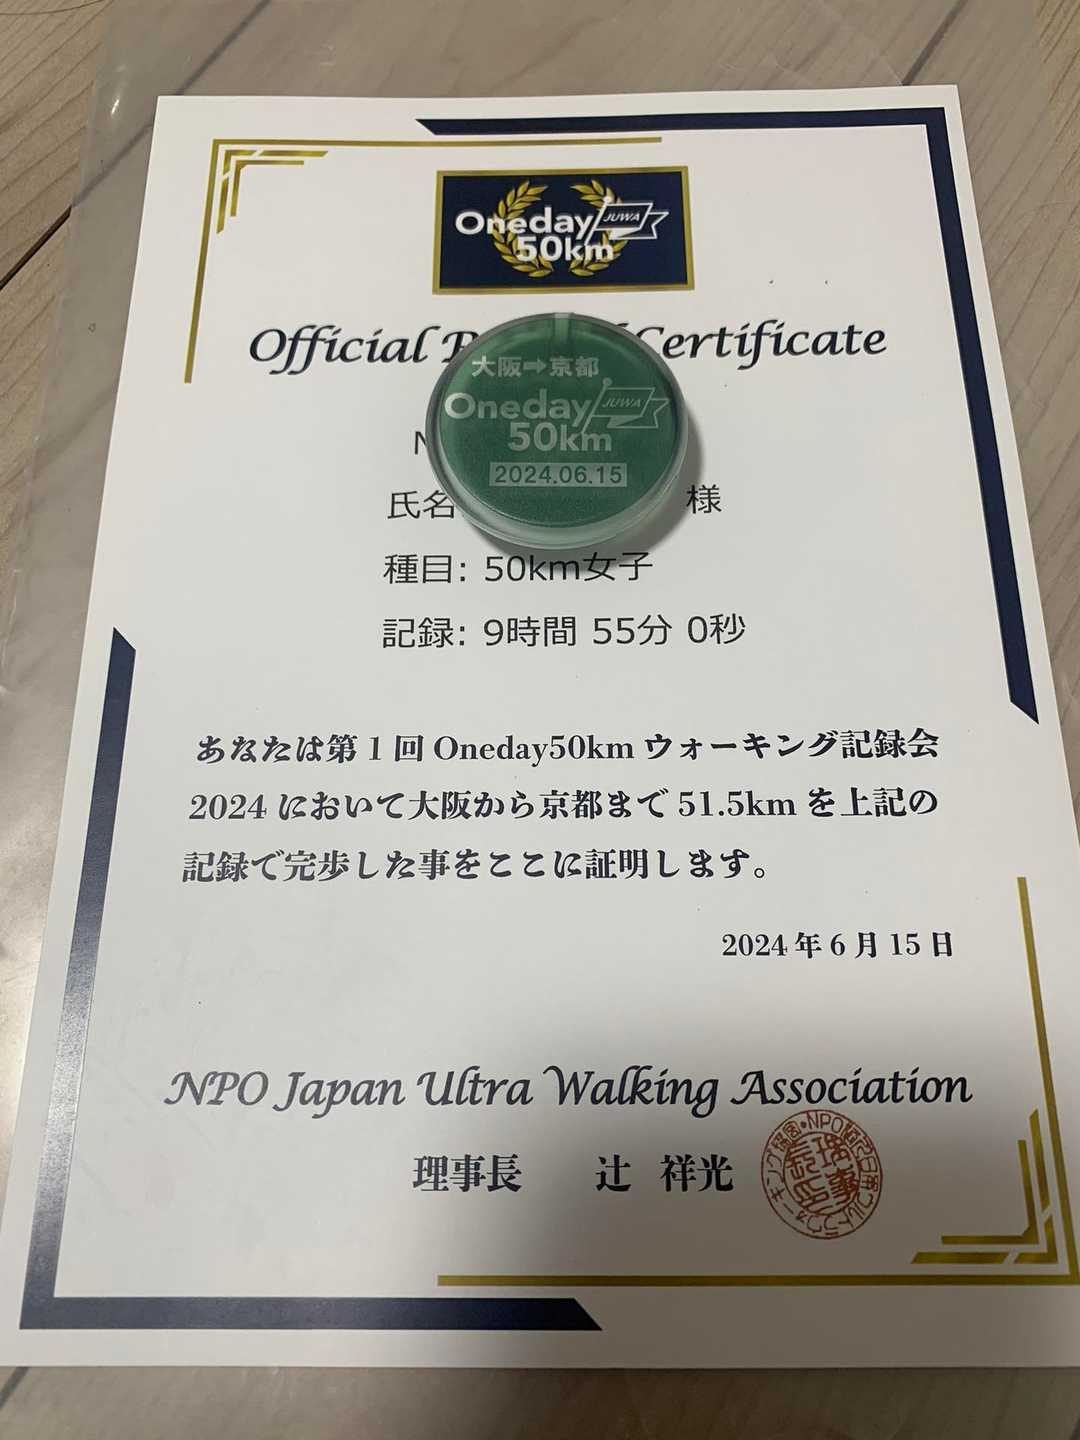 Oneday JUWA
50km
Official Certificate
大阪➡京都
Oneday JUWA
50km
2024.06.15
氏名 様
種目: 50km女子
記録: 9時間 55分 0秒
あなたは第1回Oneday50kmウォーキング記録会
2024において大阪から京都まで51.5kmを上記の
記録で完歩した事をここに証明します。
2024年6月15日
NPO Japan Ultra Walking Association
理事長 辻 祥光